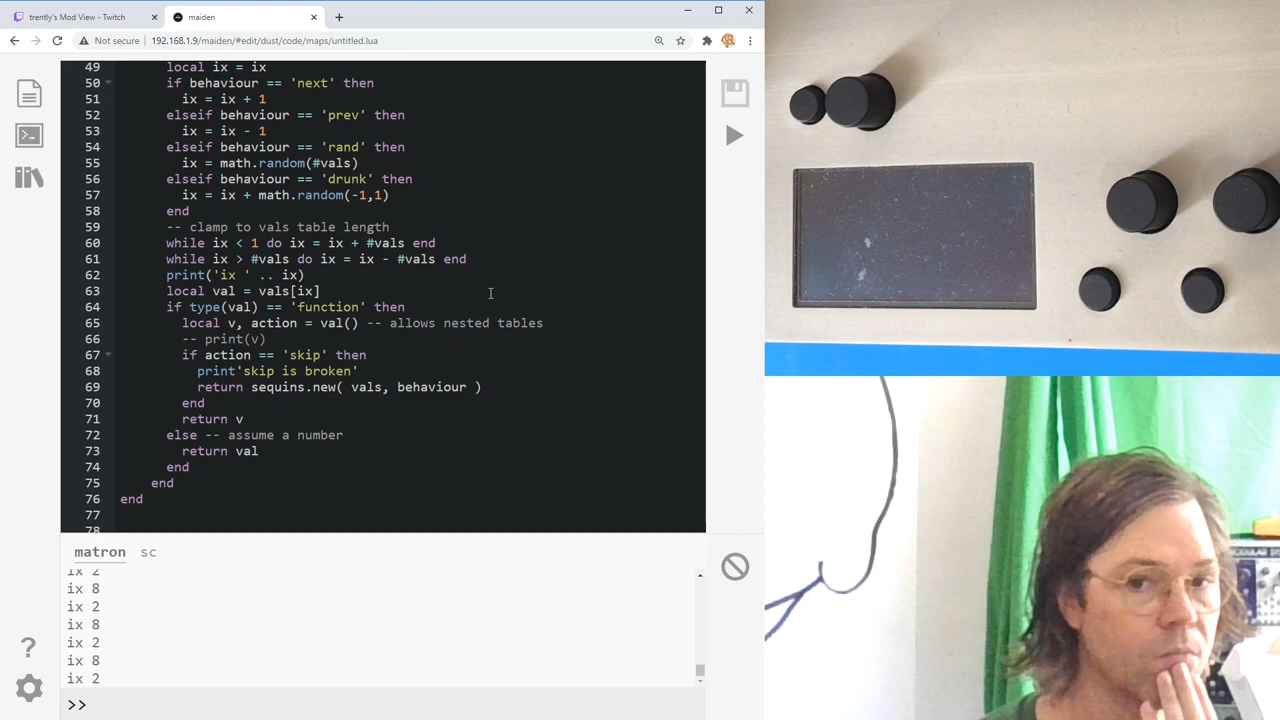 trently's Mod View - Twitch
maiden
Not secure
192.168.1.9/maiden/#edit/dust/code/maps/untitled.lua
49 local ix = ix
50 if behaviour == 'next' then
51 ix = ix + 1
52 elseif behaviour == 'prev' then
53 ix = ix - 1
54 elseif behaviour == 'rand' then
55 ix = math.random(#vals)
56 elseif behaviour == 'drunk' then
57 ix = ix + math.random(-1,1)
58 end
59 -- clamp to vals table length
60 while ix < 1 do ix = ix + #vals end
61 while ix > #vals do ix = ix - #vals end
62 print('ix ' .. ix)
63 local val = vals[ix]
64 if type(val) == 'function' then
65 local v, action = val() -- allows nested tables
66 -- print(v)
67 if action == 'skip' then
68 print'skip is broken'
69 return sequins.new( vals, behaviour )
70 end
71 return v
72 else -- assume a number
73 return val
74 end
75 end
76 end
77
78
matron sc
ix 2
ix 8
ix 2
ix 8
ix 2
ix 8
ix 2
>>
?